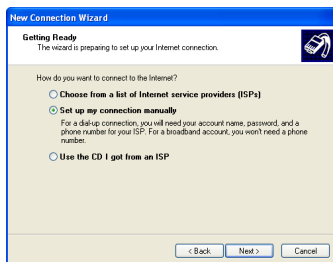 New Connection Wizard
Getting Ready
The wizard is preparing to set up your Internet connection.
How do you want to connect to the Internet?
Choose from a list of Internet service providers (ISPs)
Set up my connection manually
For a dial-up connection, you will need your account name, password, and a
phone number for your ISP. For a broadband account, you won't need a phone
number.
Use the CD I got from an ISP
< Back
Next >
Cancel